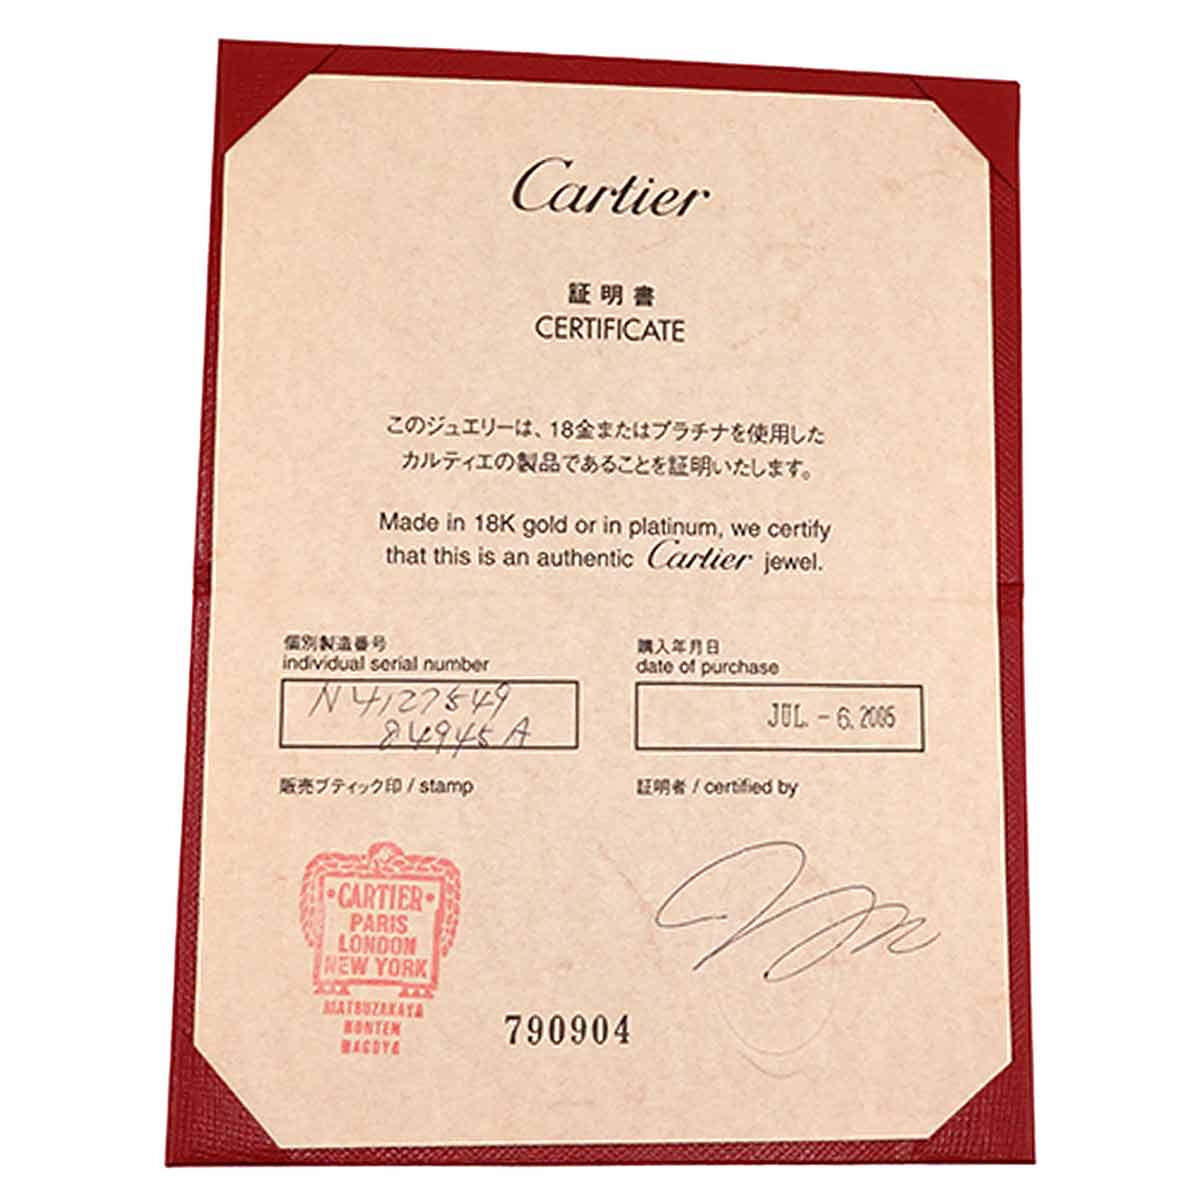 Cartier
証明書
CERTIFICATE
このジュエリーは、18金またはプラチナを使用した
カルティエの製品であることを証明いたします。
Made in 18K gold or in platinum, we certify
that this is an authentic Cartier jewel.
個別製造番号
individual serial number
N4127549
84945A
購入年月日
date of purchase
JUL. - 6. 2005
販売ブティック印 / stamp
証明者 / certified by
·CARTIER·
PARIS
LONDON
NEW YORK
MATSUZAKAYA
HONTEN
NAGOYA
790904